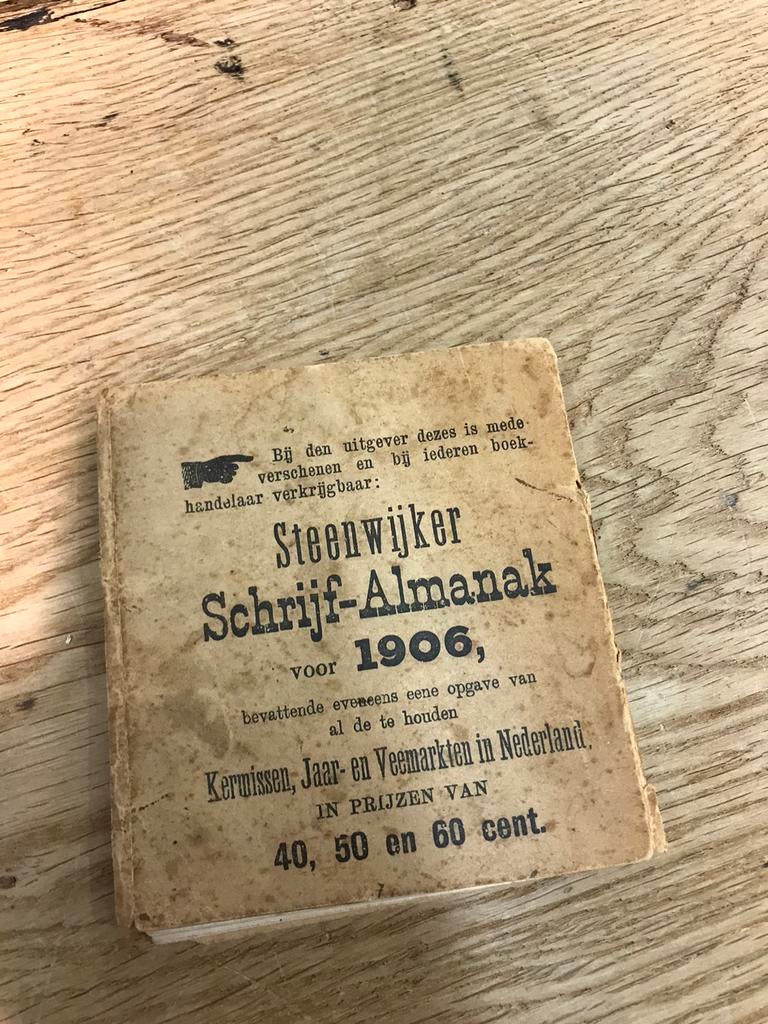 Bij den uitgever dezes is mede
verschenen en bij iederen boek-
handelaar verkrijgbaar:
Steenwijker
Schrijf-Almanak
voor 1906,
bevattende eveneens eene opgave van
al de te houden
Kermissen, Jaar- en Veemarkten in Nederland.
IN PRIJZEN VAN
40, 50 en 60 cent.